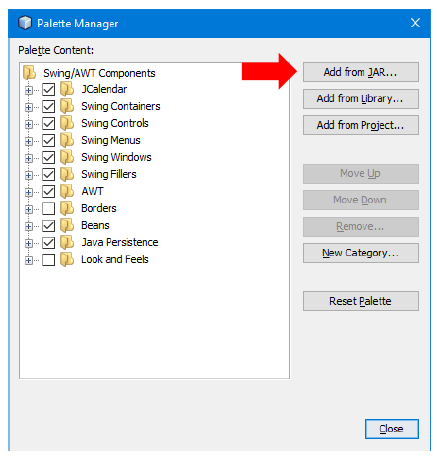 Palette Manager
Palette Content:
Swing/AWT Components
JCalendar
Swing Containers
Swing Controls
Swing Menus
Swing Windows
Swing Fillers
AWT
Borders
Beans
Java Persistence
Look and Feels
Add from JAR...
Add from Library...
Add from Project...
Move Up
Move Down
Remove...
New Category...
Reset Palette
Close